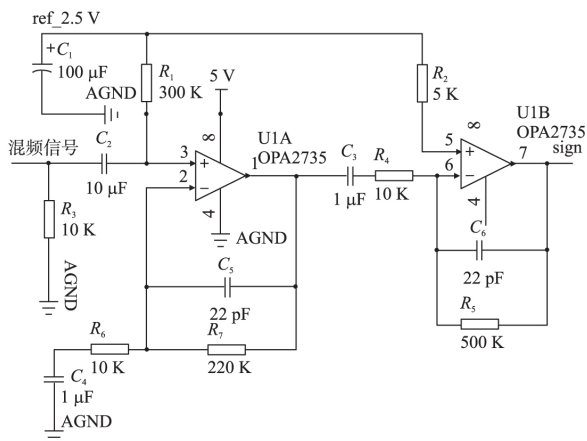 ref_2.5 V
+
C₁
100 μF
AGND
R₁
300 K
5 V
R₂
5 K
混频信号
C₂
10 μF
3
+
2
−
8
4
1
U1A
OPA2735
AGND
C₃
1 μF
R₄
10 K
5
+
6
−
8
4
7
U1B
OPA2735
sign
R₃
10 K
AGND
C₅
22 pF
C₆
22 pF
R₆
10 K
R₇
220 K
R₅
500 K
C₄
1 μF
AGND